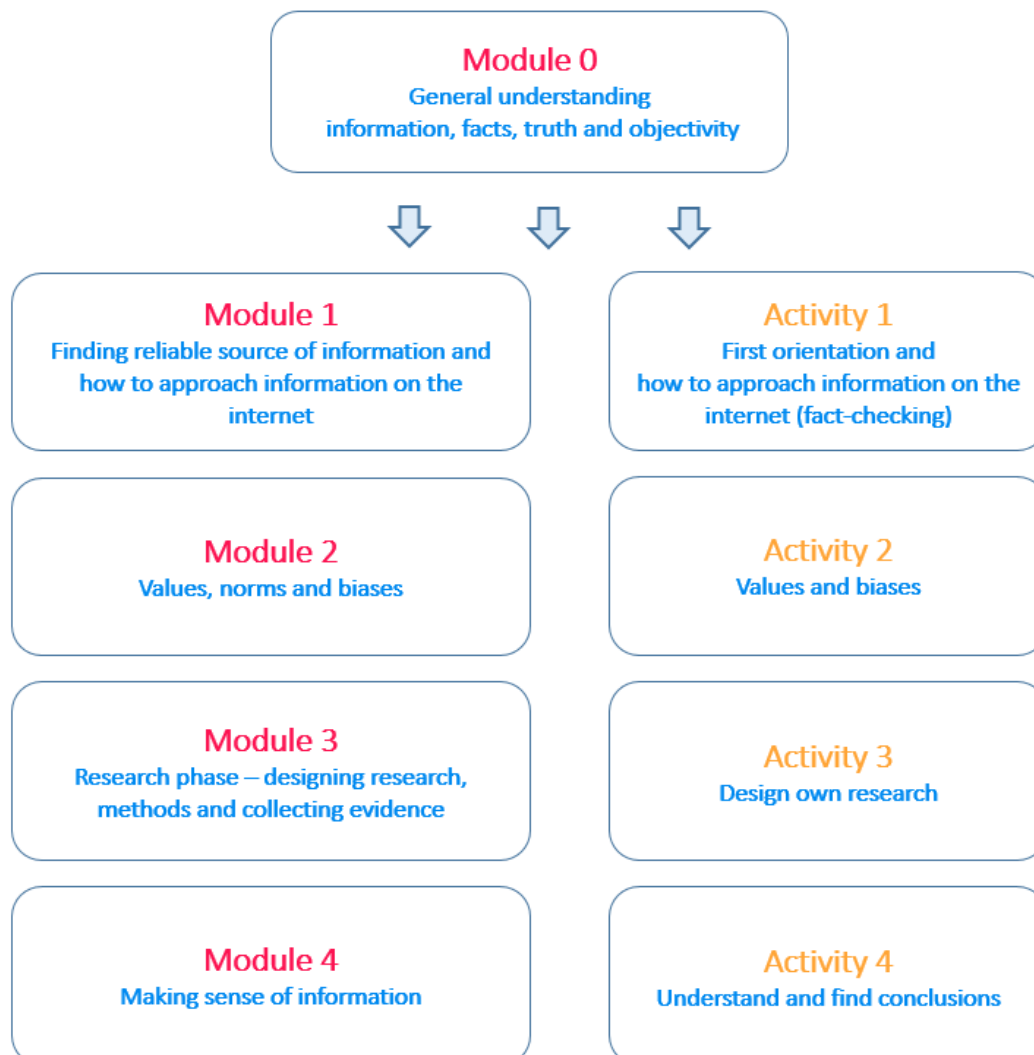 Module 0
General understanding
information, facts, truth and objectivity
Module 1
Finding reliable source of information and
how to approach information on the
internet
Activity 1
First orientation and
how to approach information on the
internet (fact-checking)
Module 2
Values, norms and biases
Activity 2
Values and biases
Module 3
Research phase – designing research,
methods and collecting evidence
Activity 3
Design own research
Module 4
Making sense of information
Activity 4
Understand and find conclusions